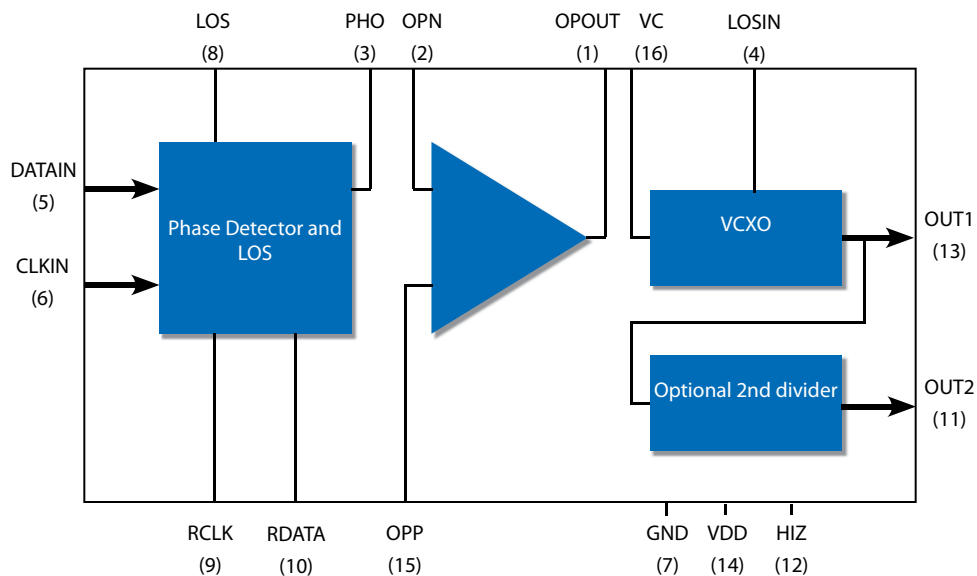 LOS PHO OPN OPOUT VC LOSIN
(8) (3) (2) (1) (16) (4)
DATAIN
(5)
CLKIN
(6)
Phase Detector and
LOS
VCXO
OUT1
(13)
Optional 2nd divider
OUT2
(11)
RCLK RDATA OPP GND VDD HIZ
(9) (10) (15) (7) (14) (12)